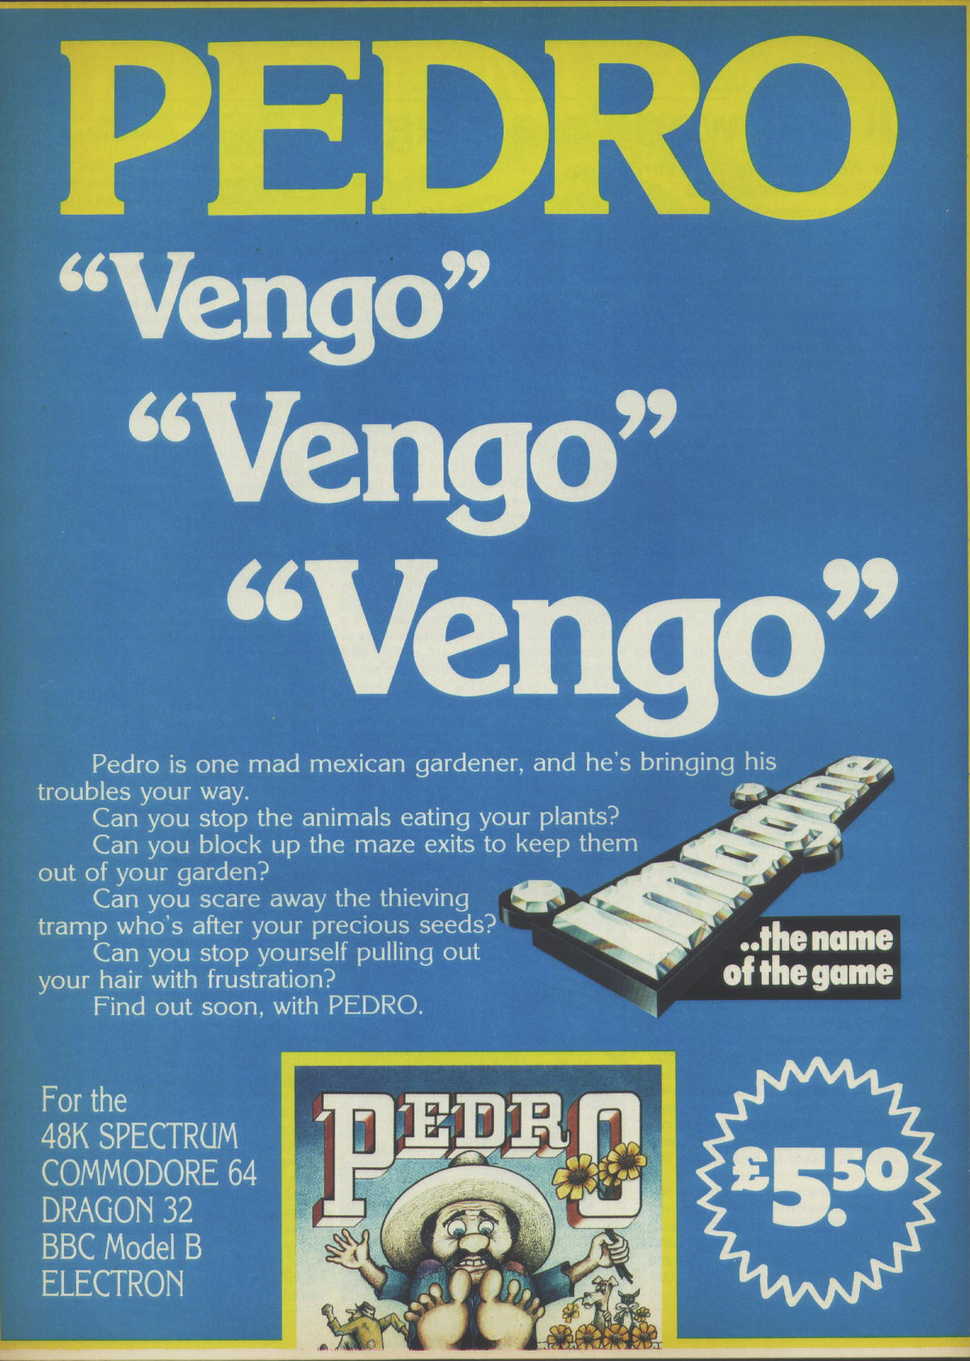 PEDRO
“Vengo”
“Vengo”
“Vengo”
Pedro is one mad mexican gardener, and he's bringing his
troubles your way.
Can you stop the animals eating your plants?
Can you block up the maze exits to keep them
out of your garden?
Can you scare away the thieving
tramp who's after your precious seeds?
Can you stop yourself pulling out
your hair with frustration?
Find out soon, with PEDRO.
Imagine
..the name
of the game
For the
48K SPECTRUM
COMMODORE 64
DRAGON 32
BBC Model B
ELECTRON
PEDRO
£5.50